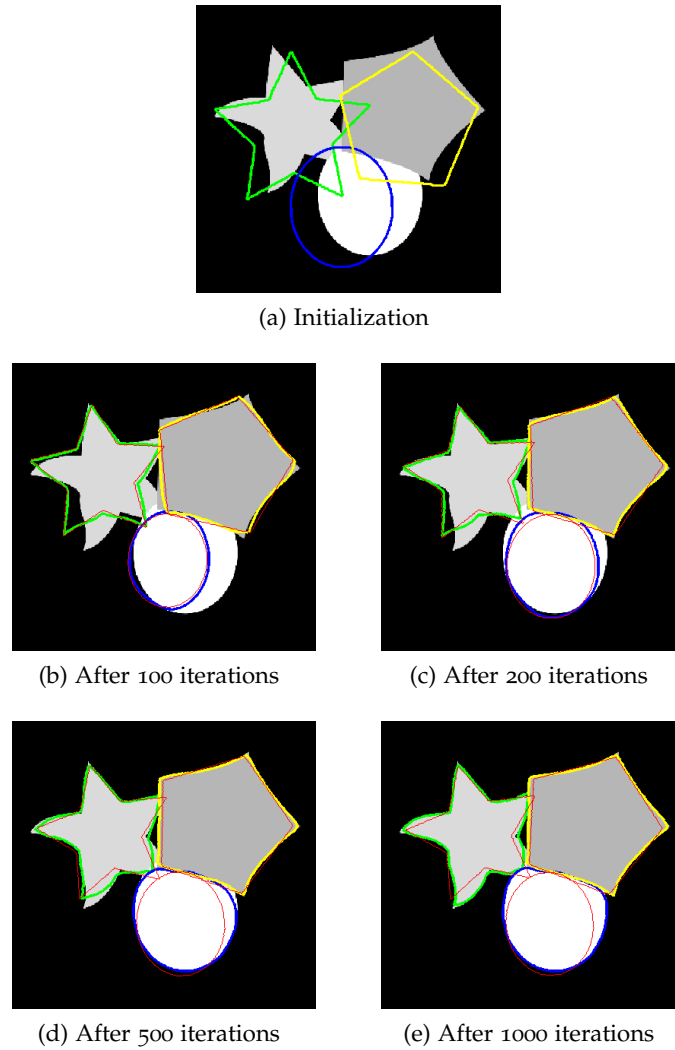 (a) Initialization
(b) After 100 iterations
(c) After 200 iterations
(d) After 500 iterations
(e) After 1000 iterations